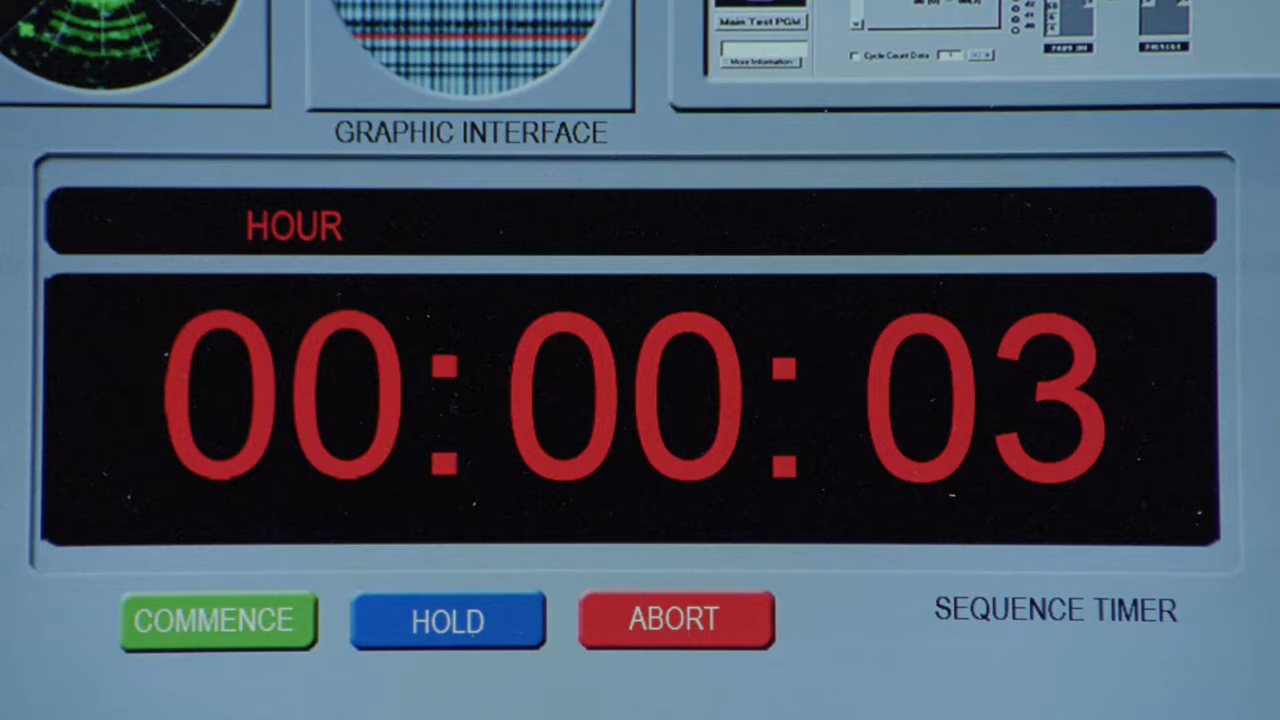 Main Test PGM
More Information
Cycle Count Data
GRAPHIC INTERFACE
HOUR
00:00:03
COMMENCE
HOLD
ABORT
SEQUENCE TIMER